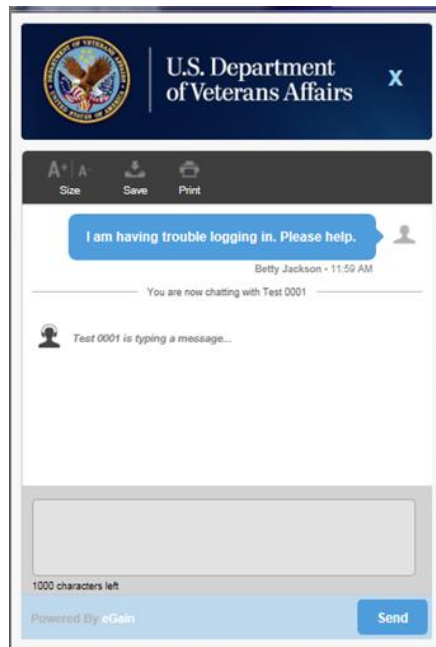 U.S. Department
of Veterans Affairs
X
A+ A-
Size Save Print
I am having trouble logging in. Please help.
Betty Jackson • 11:59 AM
You are now chatting with Test 0001
Test 0001 is typing a message...
1000 characters left
Powered By eGain
Send